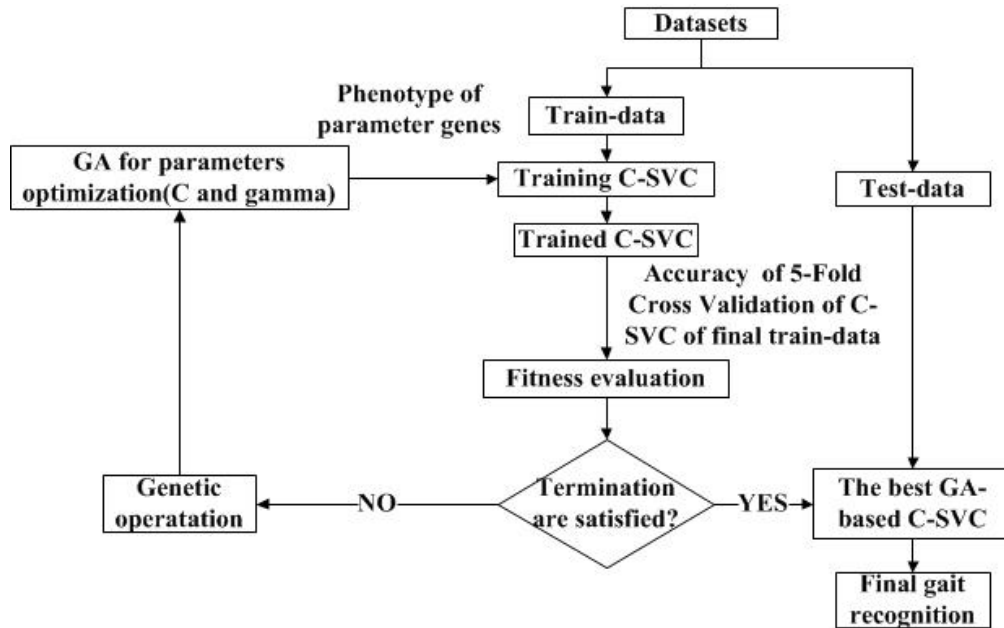 Datasets
Phenotype of
parameter genes
Train-data
GA for parameters
optimization(C and gamma)
Training C-SVC
Test-data
Trained C-SVC
Accuracy of 5-Fold
Cross Validation of C-
SVC of final train-data
Fitness evaluation
Termination
are satisfied?
NO
YES
Genetic
operatation
The best GA-
based C-SVC
Final gait
recognition